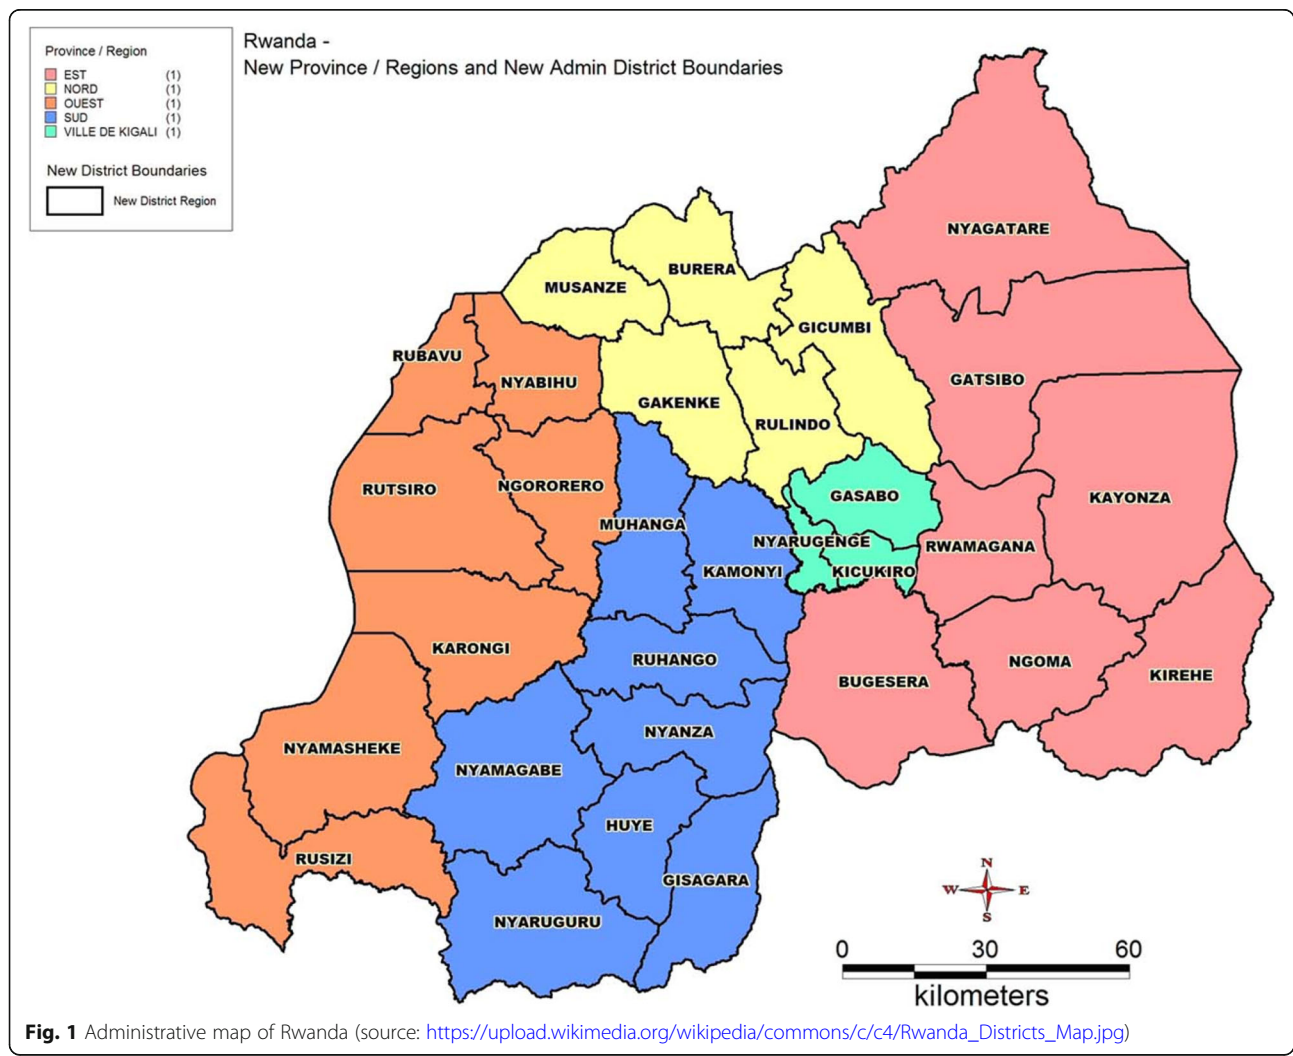 Province / Region
EST (1)
NORD (1)
OUEST (1)
SUD (1)
VILLE DE KIGALI (1)
New District Boundaries
New District Region
Rwanda -
New Province / Regions and New Admin District Boundaries
NYAGATARE
BURERA
MUSANZE
GICUMBI
RUBAVU
NYABIHU
GATSIBO
GAKENKE
RULINDO
RUTSIRO
NGORORERO
GASABO
KAYONZA
MUHANGA
NYARUGENGE
RWAMAGANA
KAMONYI
KICUKIRO
KARONGI
RUHANGO
NGOMA
KIREHE
BUGESERA
NYANZA
NYAMASHEKE
NYAMAGABE
HUYE
RUSIZI
GISAGARA
NYARUGURU
N
W E
S
0 30 60
kilometers
Fig. 1 Administrative map of Rwanda (source: https://upload.wikimedia.org/wikipedia/commons/c/c4/Rwanda_Districts_Map.jpg)